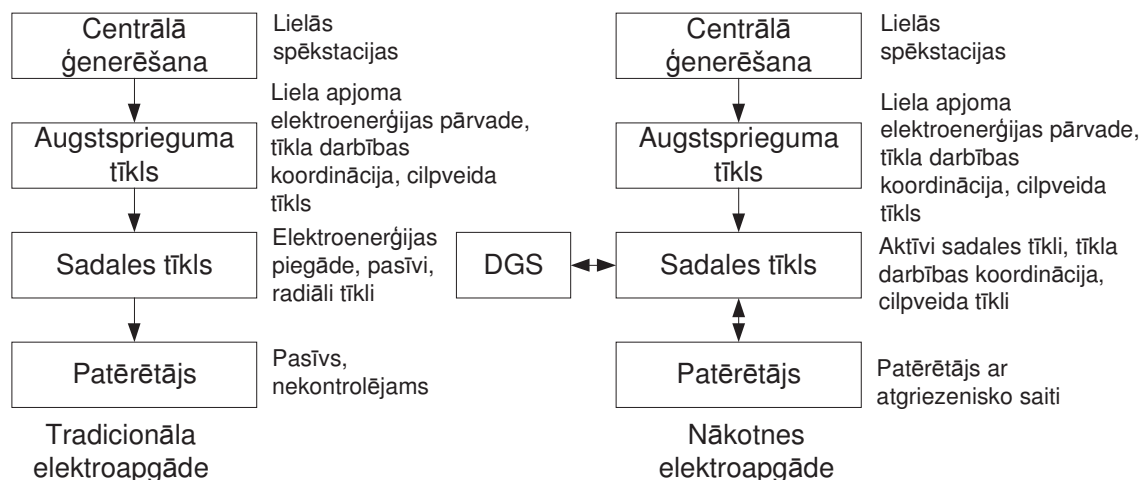 Centrālā
ģenerēšana
Lielās
spēkstacijas
Augstsprieguma
tīkls
Liela apjoma
elektroenerģijas pārvade,
tīkla darbības
koordinācija, cilpveida
tīkls
Sadales tīkls
Elektroenerģijas
piegāde, pasīvi,
radiāli tīkli
Patērētājs
Pasīvs,
nekontrolējams
Tradicionāla
elektroapgāde
Centrālā
ģenerēšana
Lielās
spēkstacijas
Augstsprieguma
tīkls
Liela apjoma
elektroenerģijas pārvade,
tīkla darbības
koordinācija, cilpveida
tīkls
DGS
Sadales tīkls
Aktīvi sadales tīkli, tīkla
darbības koordinācija,
cilpveida tīkli
Patērētājs
Patērētājs ar
atgriezenisko saiti
Nākotnes
elektroapgāde